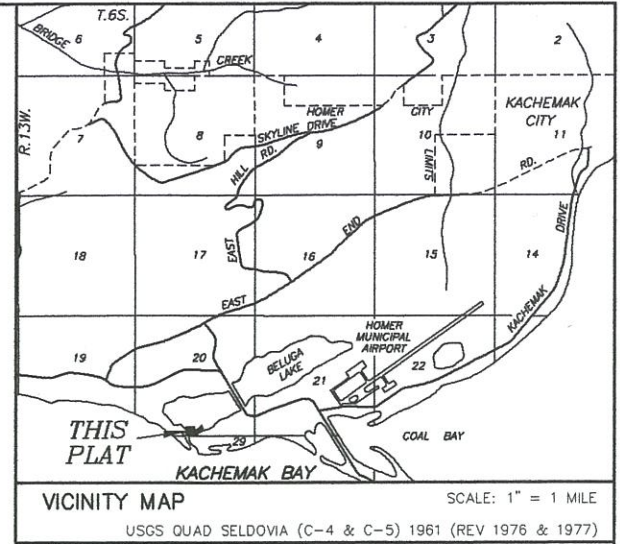 T.6S.
6
5
4
3
2
BRIDGE
CREEK
HOMER
CITY
LIMITS
KACHEMAK
CITY
R.13W.
7
8
9
10
11
SKYLINE DRIVE
HILL RD.
EAST
RD.
END
EAST
18
17
16
15
14
KACHEMAK
DRIVE
HOMER
MUNICIPAL
AIRPORT
19
20
21
22
BELUGA
LAKE
29
COAL BAY
THIS
PLAT
KACHEMAK BAY
VICINITY MAP
SCALE: 1" = 1 MILE
USGS QUAD SELDOVIA (C-4 & C-5) 1961 (REV 1976 & 1977)